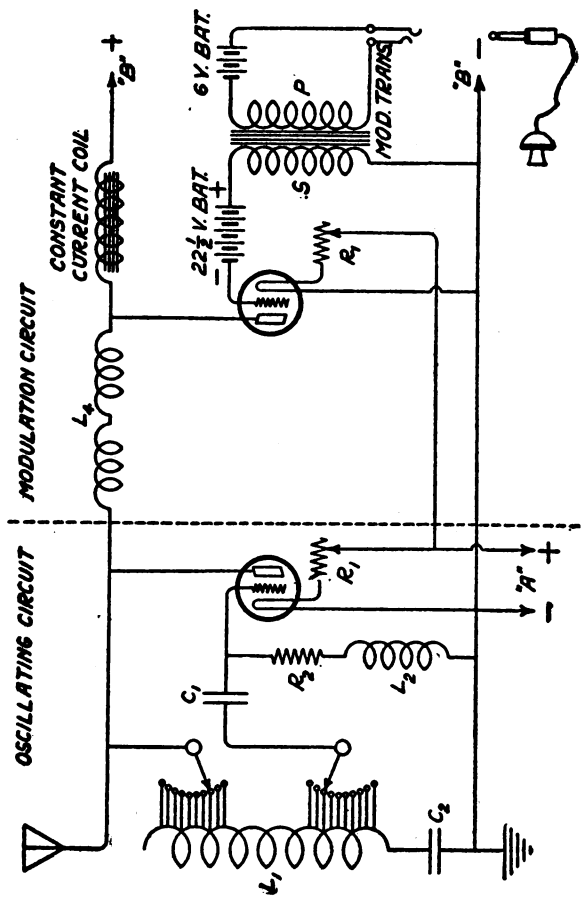 OSCILLATING CIRCUIT
MODULATION CIRCUIT
CONSTANT
CURRENT COIL
"B" +
L4
22½ V. BAT.
- +
6 V. BAT.
S
P
MOD. TRANS.
R1
R1
C1
R2
L2
L1
C2
- "A" +
"B" -